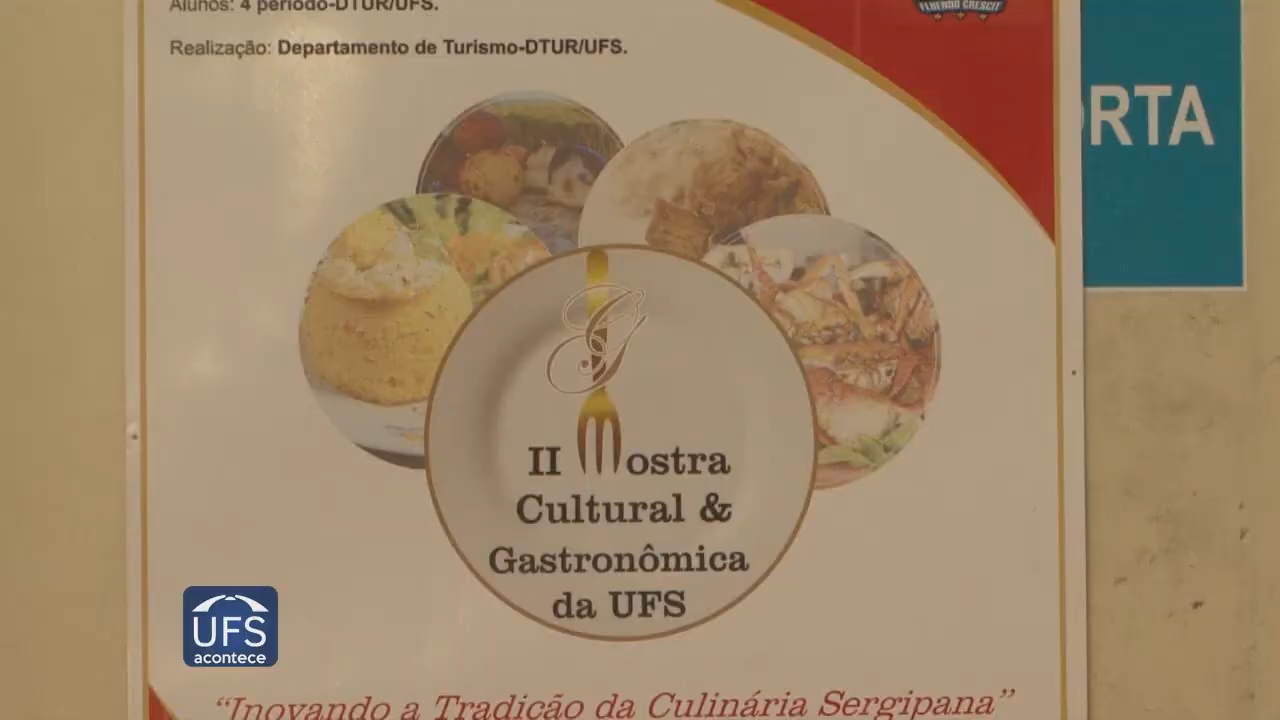 Alunos: 4 período-DTUR/UFS.
Realização: Departamento de Turismo-DTUR/UFS.
ORTA
G
II Mostra
Cultural &
Gastronômica
da UFS
UFS
acontece
“Inovando a Tradição da Culinária Sergipana”